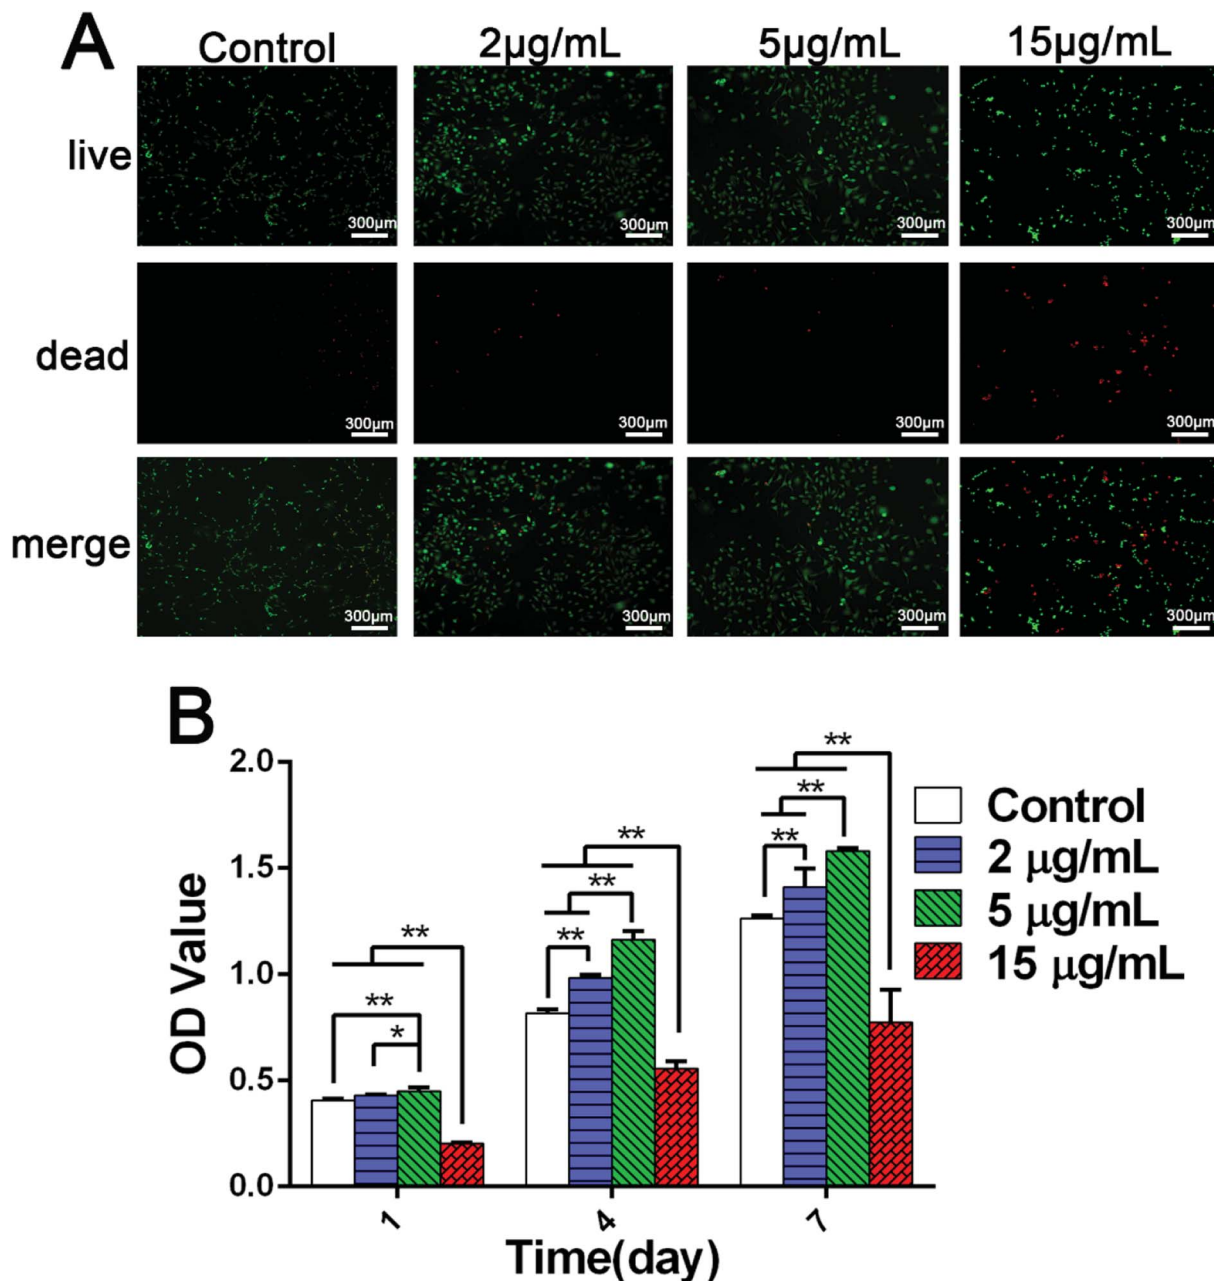 A
Control 2μg/mL 5μg/mL 15μg/mL
live
300μm 300μm 300μm 300μm
dead
300μm 300μm 300μm 300μm
merge
300μm 300μm 300μm 300μm
B
OD Value
2.0
1.5
1.0
0.5
0.0
** * **
** ** **
** ** **
1 4 7
Time(day)
Control
2 μg/mL
5 μg/mL
15 μg/mL